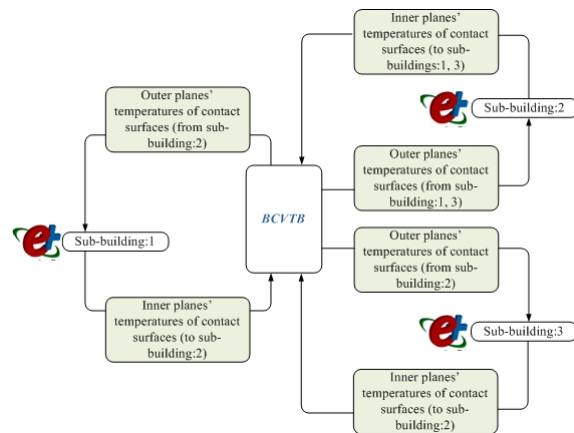 Inner planes'
temperatures of contact
surfaces (to sub-
buildings:1, 3)
Outer planes'
temperatures of contact
surfaces (from sub-
building:2)
e+
Sub-building:2
Outer planes'
temperatures of contact
surfaces (from sub-
building:1, 3)
BCVTB
e+
Sub-building:1
Outer planes'
temperatures of contact
surfaces (from sub-
building:2)
Inner planes'
temperatures of contact
surfaces (to sub-
building:2)
e+
Sub-building:3
Inner planes'
temperatures of contact
surfaces (to sub-
building:2)